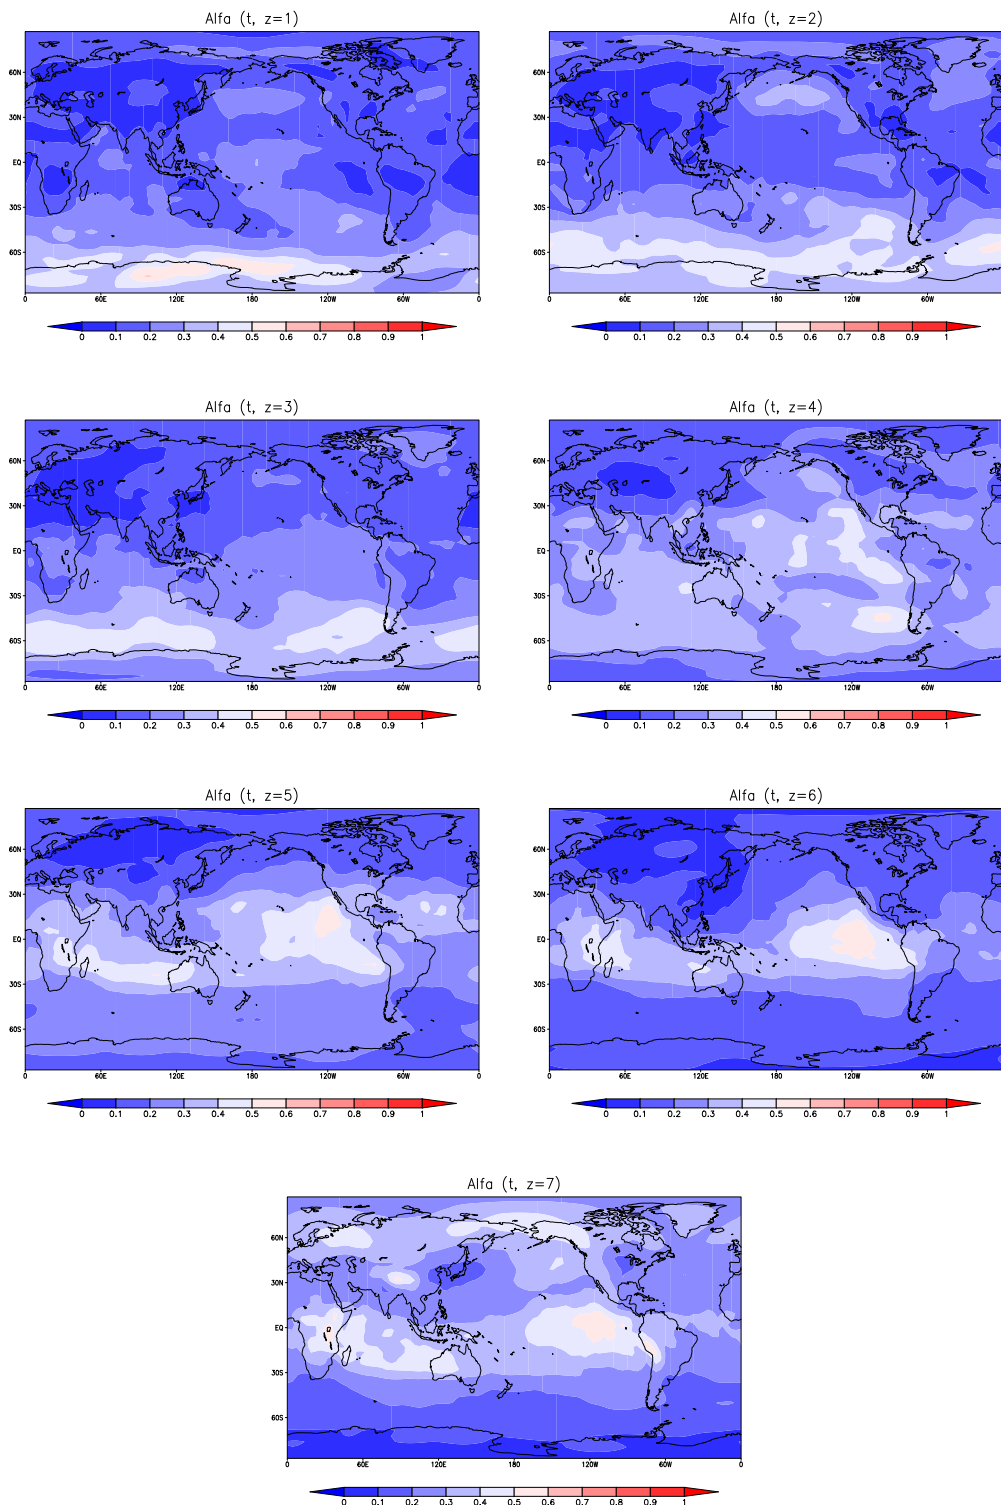 Alfa (t, z=1)
60N
30N
EQ
30S
60S
0 60E 120E 180 120W 60W 0
0 0.1 0.2 0.3 0.4 0.5 0.6 0.7 0.8 0.9 1
Alfa (t, z=2)
60N
30N
EQ
30S
60S
0 60E 120E 180 120W 60W
0 0.1 0.2 0.3 0.4 0.5 0.6 0.7 0.8 0.9 1
Alfa (t, z=3)
60N
30N
EQ
30S
60S
0 60E 120E 180 120W 60W 0
0 0.1 0.2 0.3 0.4 0.5 0.6 0.7 0.8 0.9 1
Alfa (t, z=4)
60N
30N
EQ
30S
60S
0 60E 120E 180 120W 60W
0 0.1 0.2 0.3 0.4 0.5 0.6 0.7 0.8 0.9 1
Alfa (t, z=5)
60N
30N
EQ
30S
60S
0 60E 120E 180 120W 60W 0
0 0.1 0.2 0.3 0.4 0.5 0.6 0.7 0.8 0.9 1
Alfa (t, z=6)
60N
30N
EQ
30S
60S
0 60E 120E 180 120W 60W
0 0.1 0.2 0.3 0.4 0.5 0.6 0.7 0.8 0.9 1
Alfa (t, z=7)
60N
30N
EQ
30S
60S
0 60E 120E 180 120W 60W 0
0 0.1 0.2 0.3 0.4 0.5 0.6 0.7 0.8 0.9 1